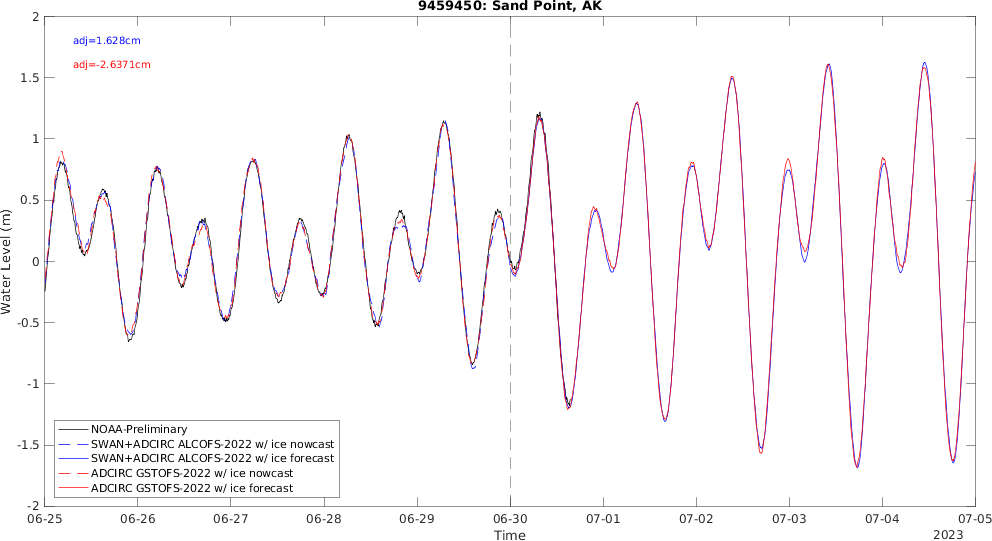 9459450: Sand Point, AK
adj=1.628cm
adj=-2.6371cm
Water Level (m)
2
1.5
1
0.5
0
-0.5
-1
-1.5
-2
NOAA-Preliminary
SWAN+ADCIRC ALCOFS-2022 w/ ice nowcast
SWAN+ADCIRC ALCOFS-2022 w/ ice forecast
ADCIRC GSTOFS-2022 w/ ice nowcast
ADCIRC GSTOFS-2022 w/ ice forecast
06-25 06-26 06-27 06-28 06-29 06-30 07-01 07-02 07-03 07-04 07-05
Time
2023